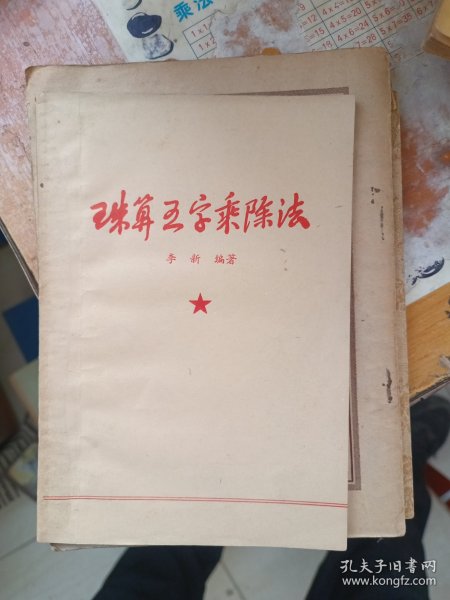 乘法
珠算五字乘除法
李新 编著
孔夫子旧书网
www.kongfz.com